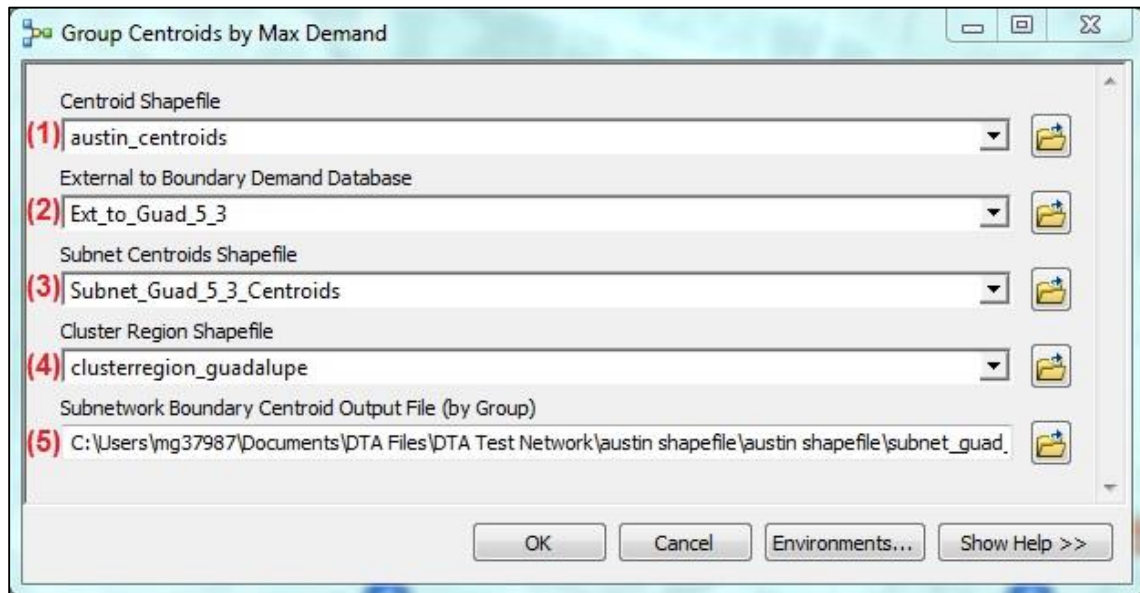 Group Centroids by Max Demand
Centroid Shapefile
(1) austin_centroids
External to Boundary Demand Database
(2) Ext_to_Guad_5_3
Subnet Centroids Shapefile
(3) Subnet_Guad_5_3_Centroids
Cluster Region Shapefile
(4) clusterregion_guadalupe
Subnetwork Boundary Centroid Output File (by Group)
(5) C:\Users\mg37987\Documents\DTA Files\DTA Test Network\austin shapefile\austin shapefile\subnet_guad_
OK Cancel Environments... Show Help >>